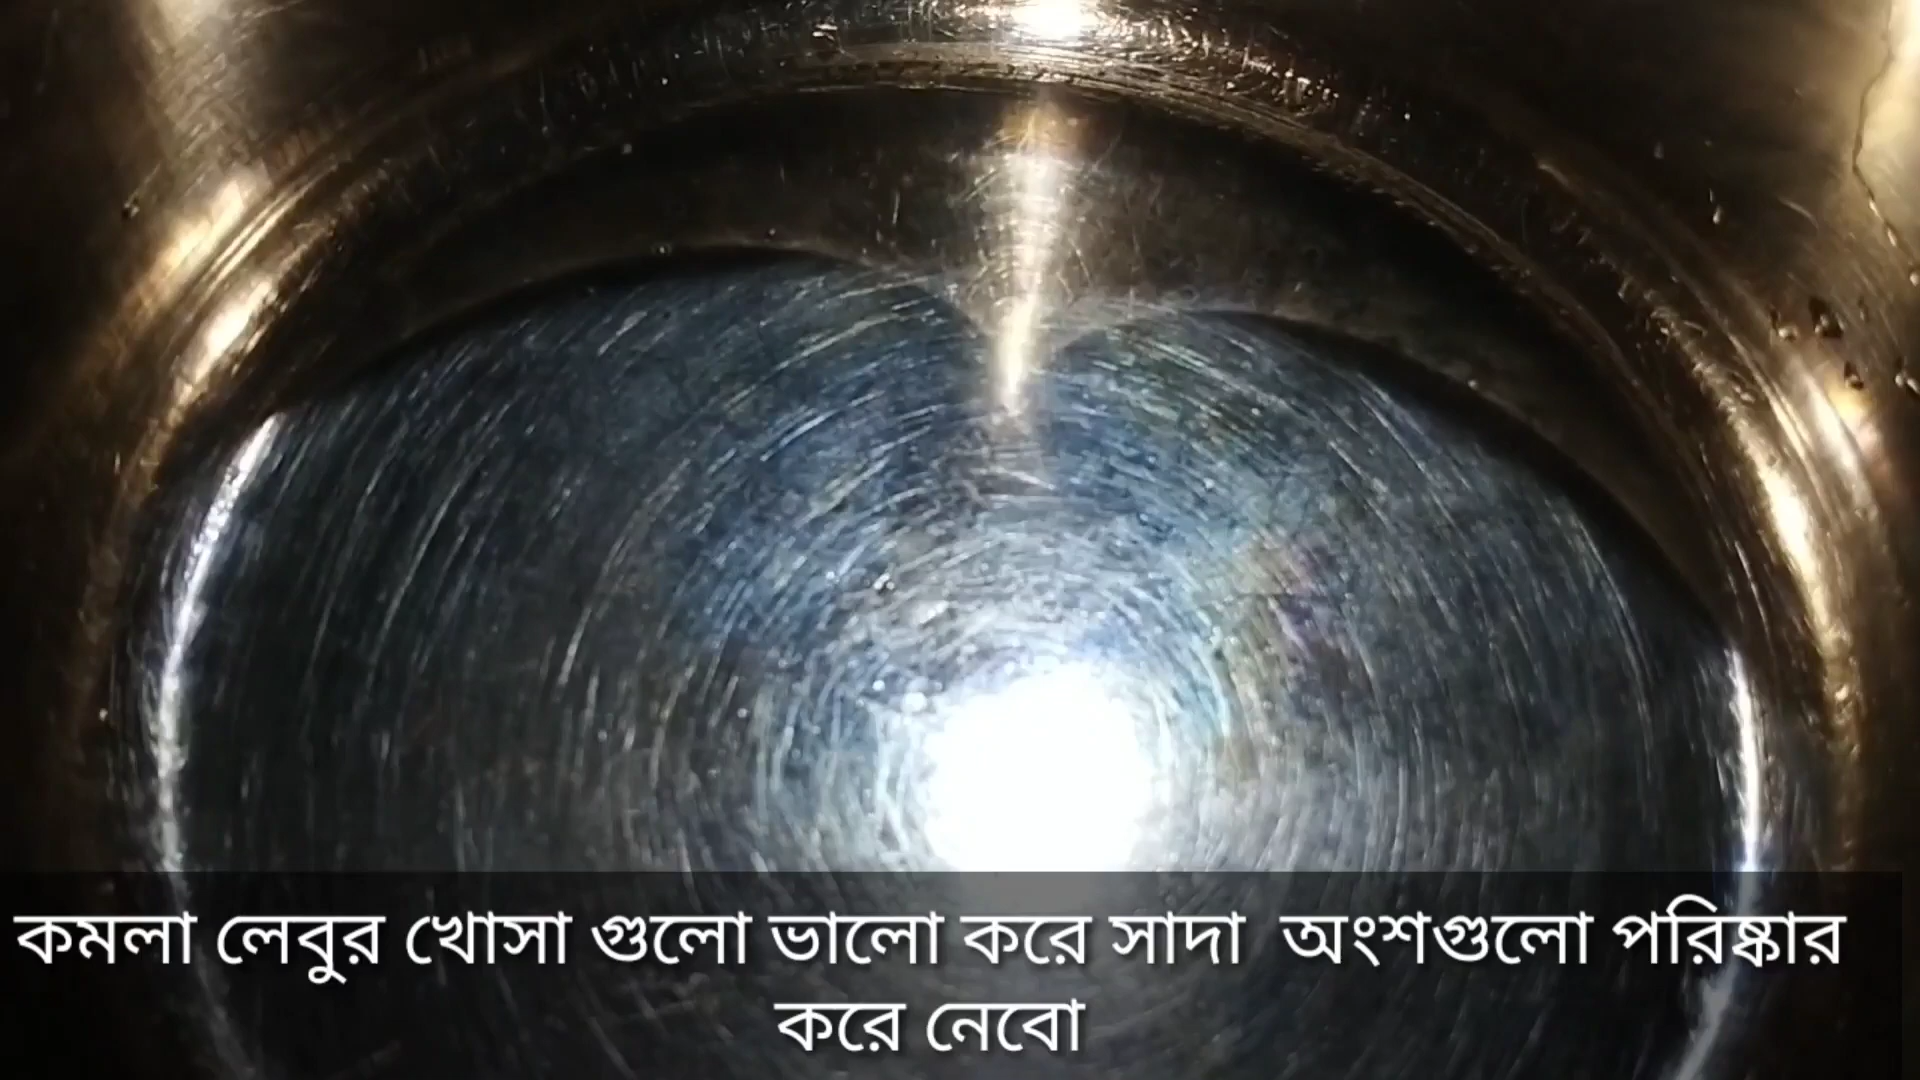 কমলা লেবুর খোসা গুলো ভালো করে সাদা  অংশগুলো পরিষ্কার
করে নেবো